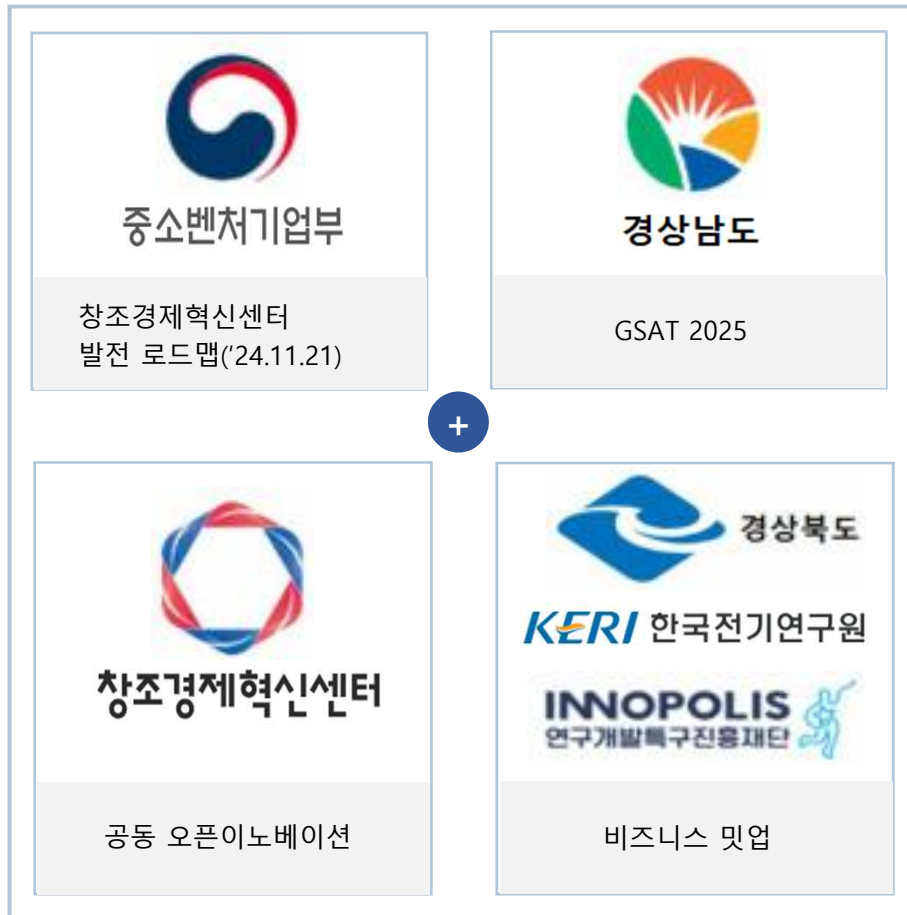 중소벤처기업부
창조경제혁신센터
발전 로드맵('24.11.21)
경상남도
GSAT 2025
+
창조경제혁신센터
공동 오픈이노베이션
경상북도
KERI 한국전기연구원
INNOPOLIS
연구개발특구진흥재단
비즈니스 밋업